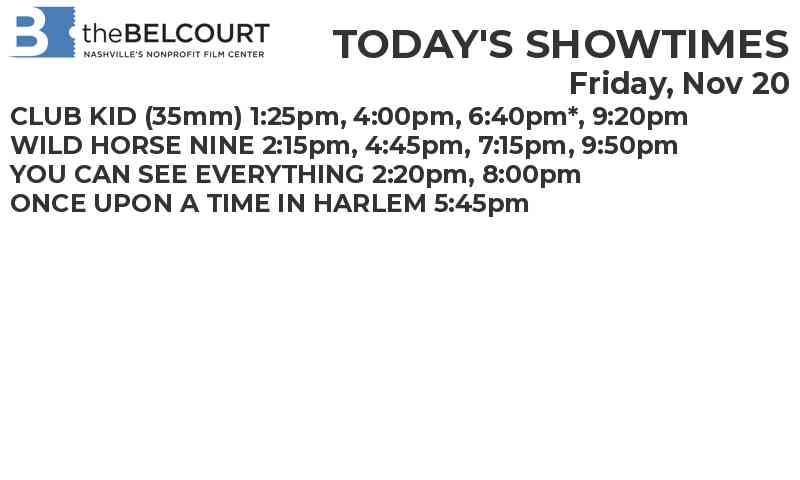 B theBELCOURT
NASHVILLE'S NONPROFIT FILM CENTER
TODAY'S SHOWTIMES
Friday, Nov 20
CLUB KID (35mm) 1:25pm, 4:00pm, 6:40pm*, 9:20pm
WILD HORSE NINE 2:15pm, 4:45pm, 7:15pm, 9:50pm
YOU CAN SEE EVERYTHING 2:20pm, 8:00pm
ONCE UPON A TIME IN HARLEM 5:45pm